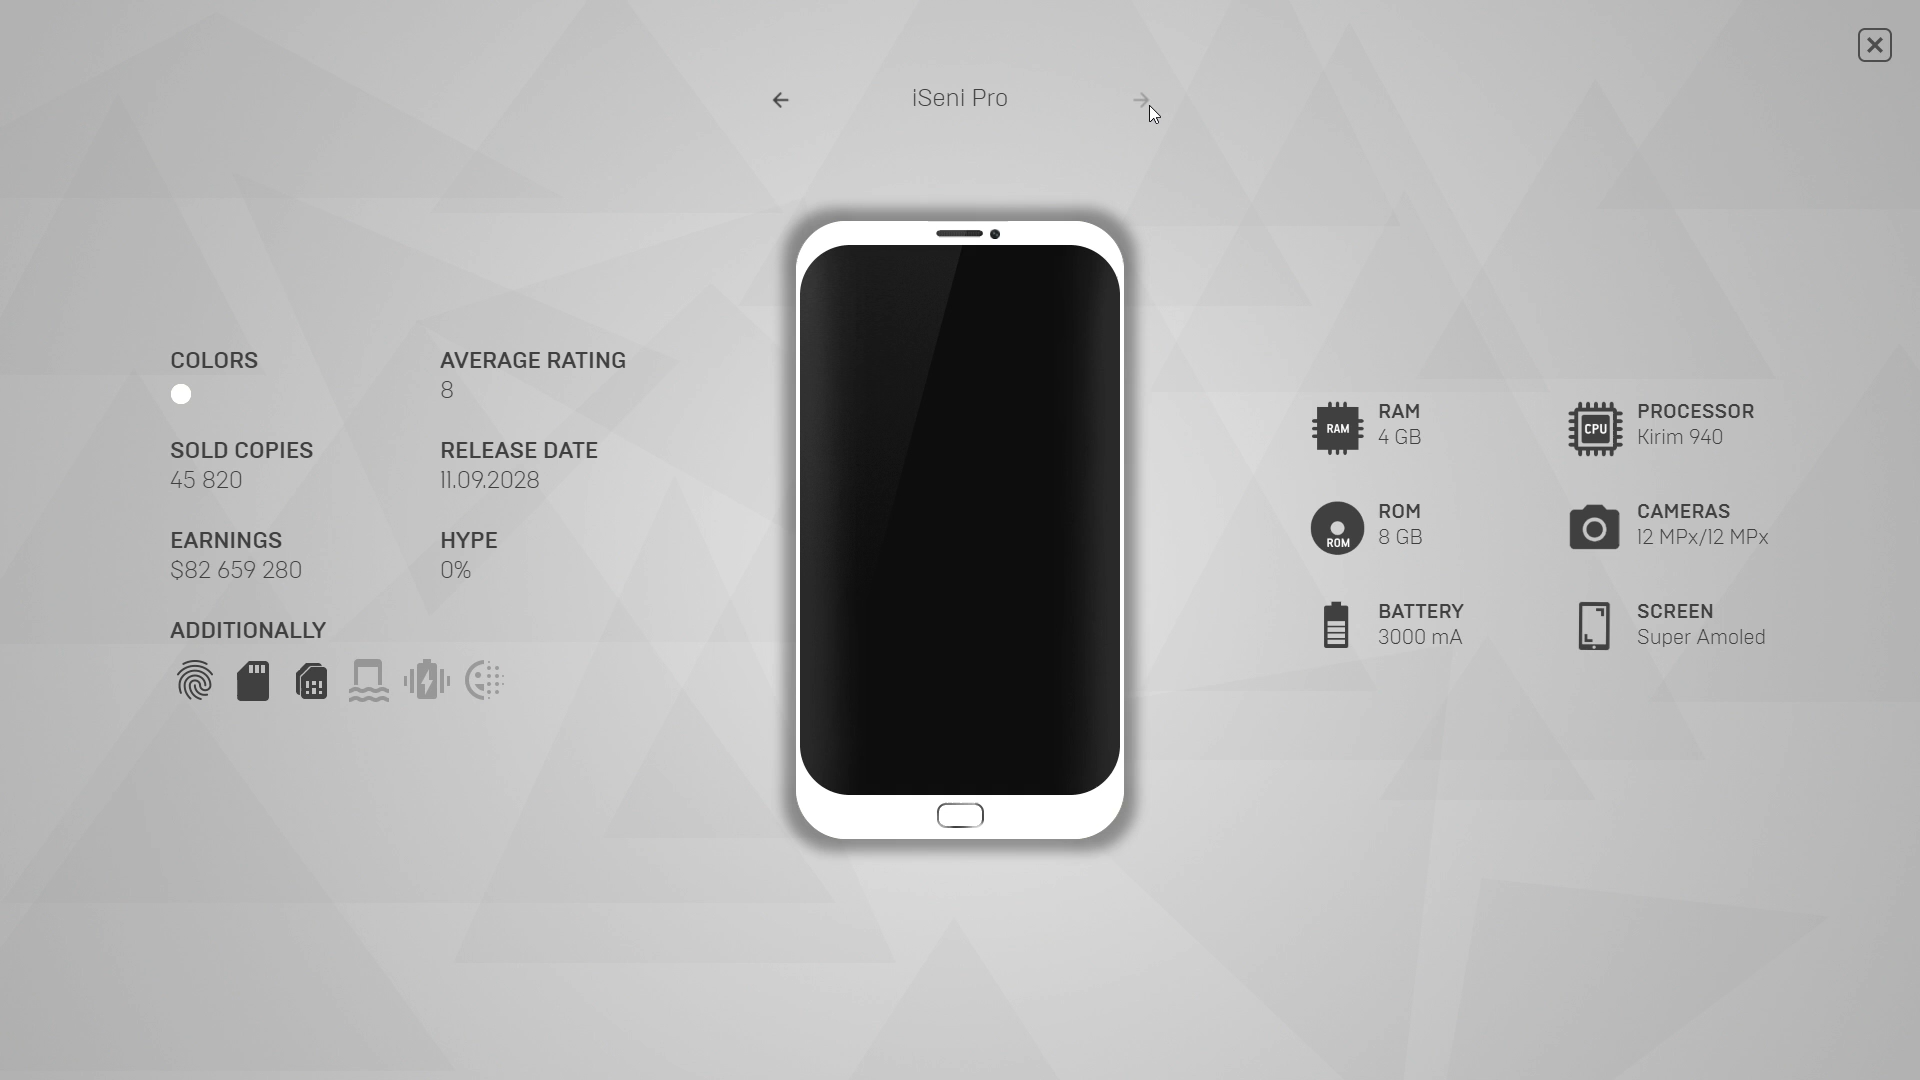 iSeni Pro
COLORS
AVERAGE RATING
8
SOLD COPIES
45 820
RELEASE DATE
11.09.2028
EARNINGS
$82 659 280
HYPE
0%
ADDITIONALLY
RAM
RAM
4 GB
CPU
PROCESSOR
Kirim 940
ROM
ROM
8 GB
CAMERAS
12 MPx/12 MPx
BATTERY
3000 mA
SCREEN
Super Amoled